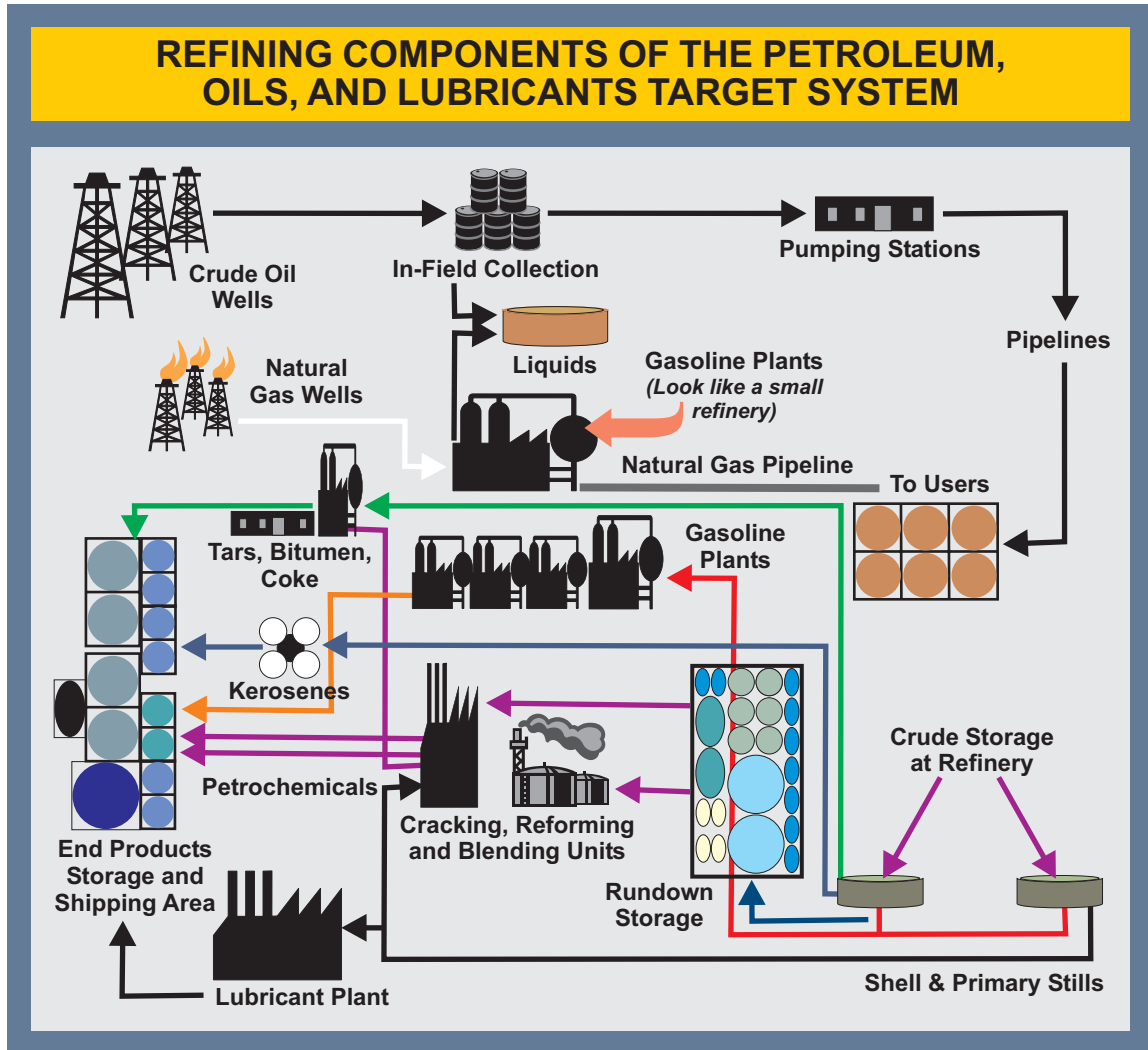 REFINING COMPONENTS OF THE PETROLEUM,
OILS, AND LUBRICANTS TARGET SYSTEM
Crude Oil
Wells
In-Field Collection
Pumping Stations
Pipelines
Liquids
Natural
Gas Wells
Gasoline Plants
(Look like a small
refinery)
Natural Gas Pipeline
To Users
Tars, Bitumen,
Coke
Gasoline
Plants
Kerosenes
Petrochemicals
Cracking, Reforming
and Blending Units
Crude Storage
at Refinery
End Products
Storage and
Shipping Area
Rundown
Storage
Lubricant Plant
Shell & Primary Stills